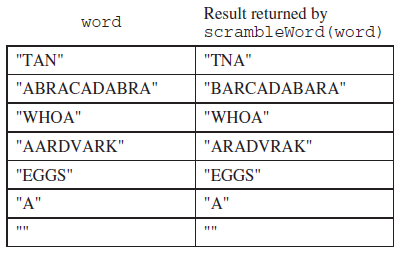 word
Result returned by
scrambleWord(word)
"TAN" "TNA"
"ABRACADABRA" "BARCADABARA"
"WHOA" "WHOA"
"AARDVARK" "ARADVRAK"
"EGGS" "EGGS"
"A" "A"
"" ""